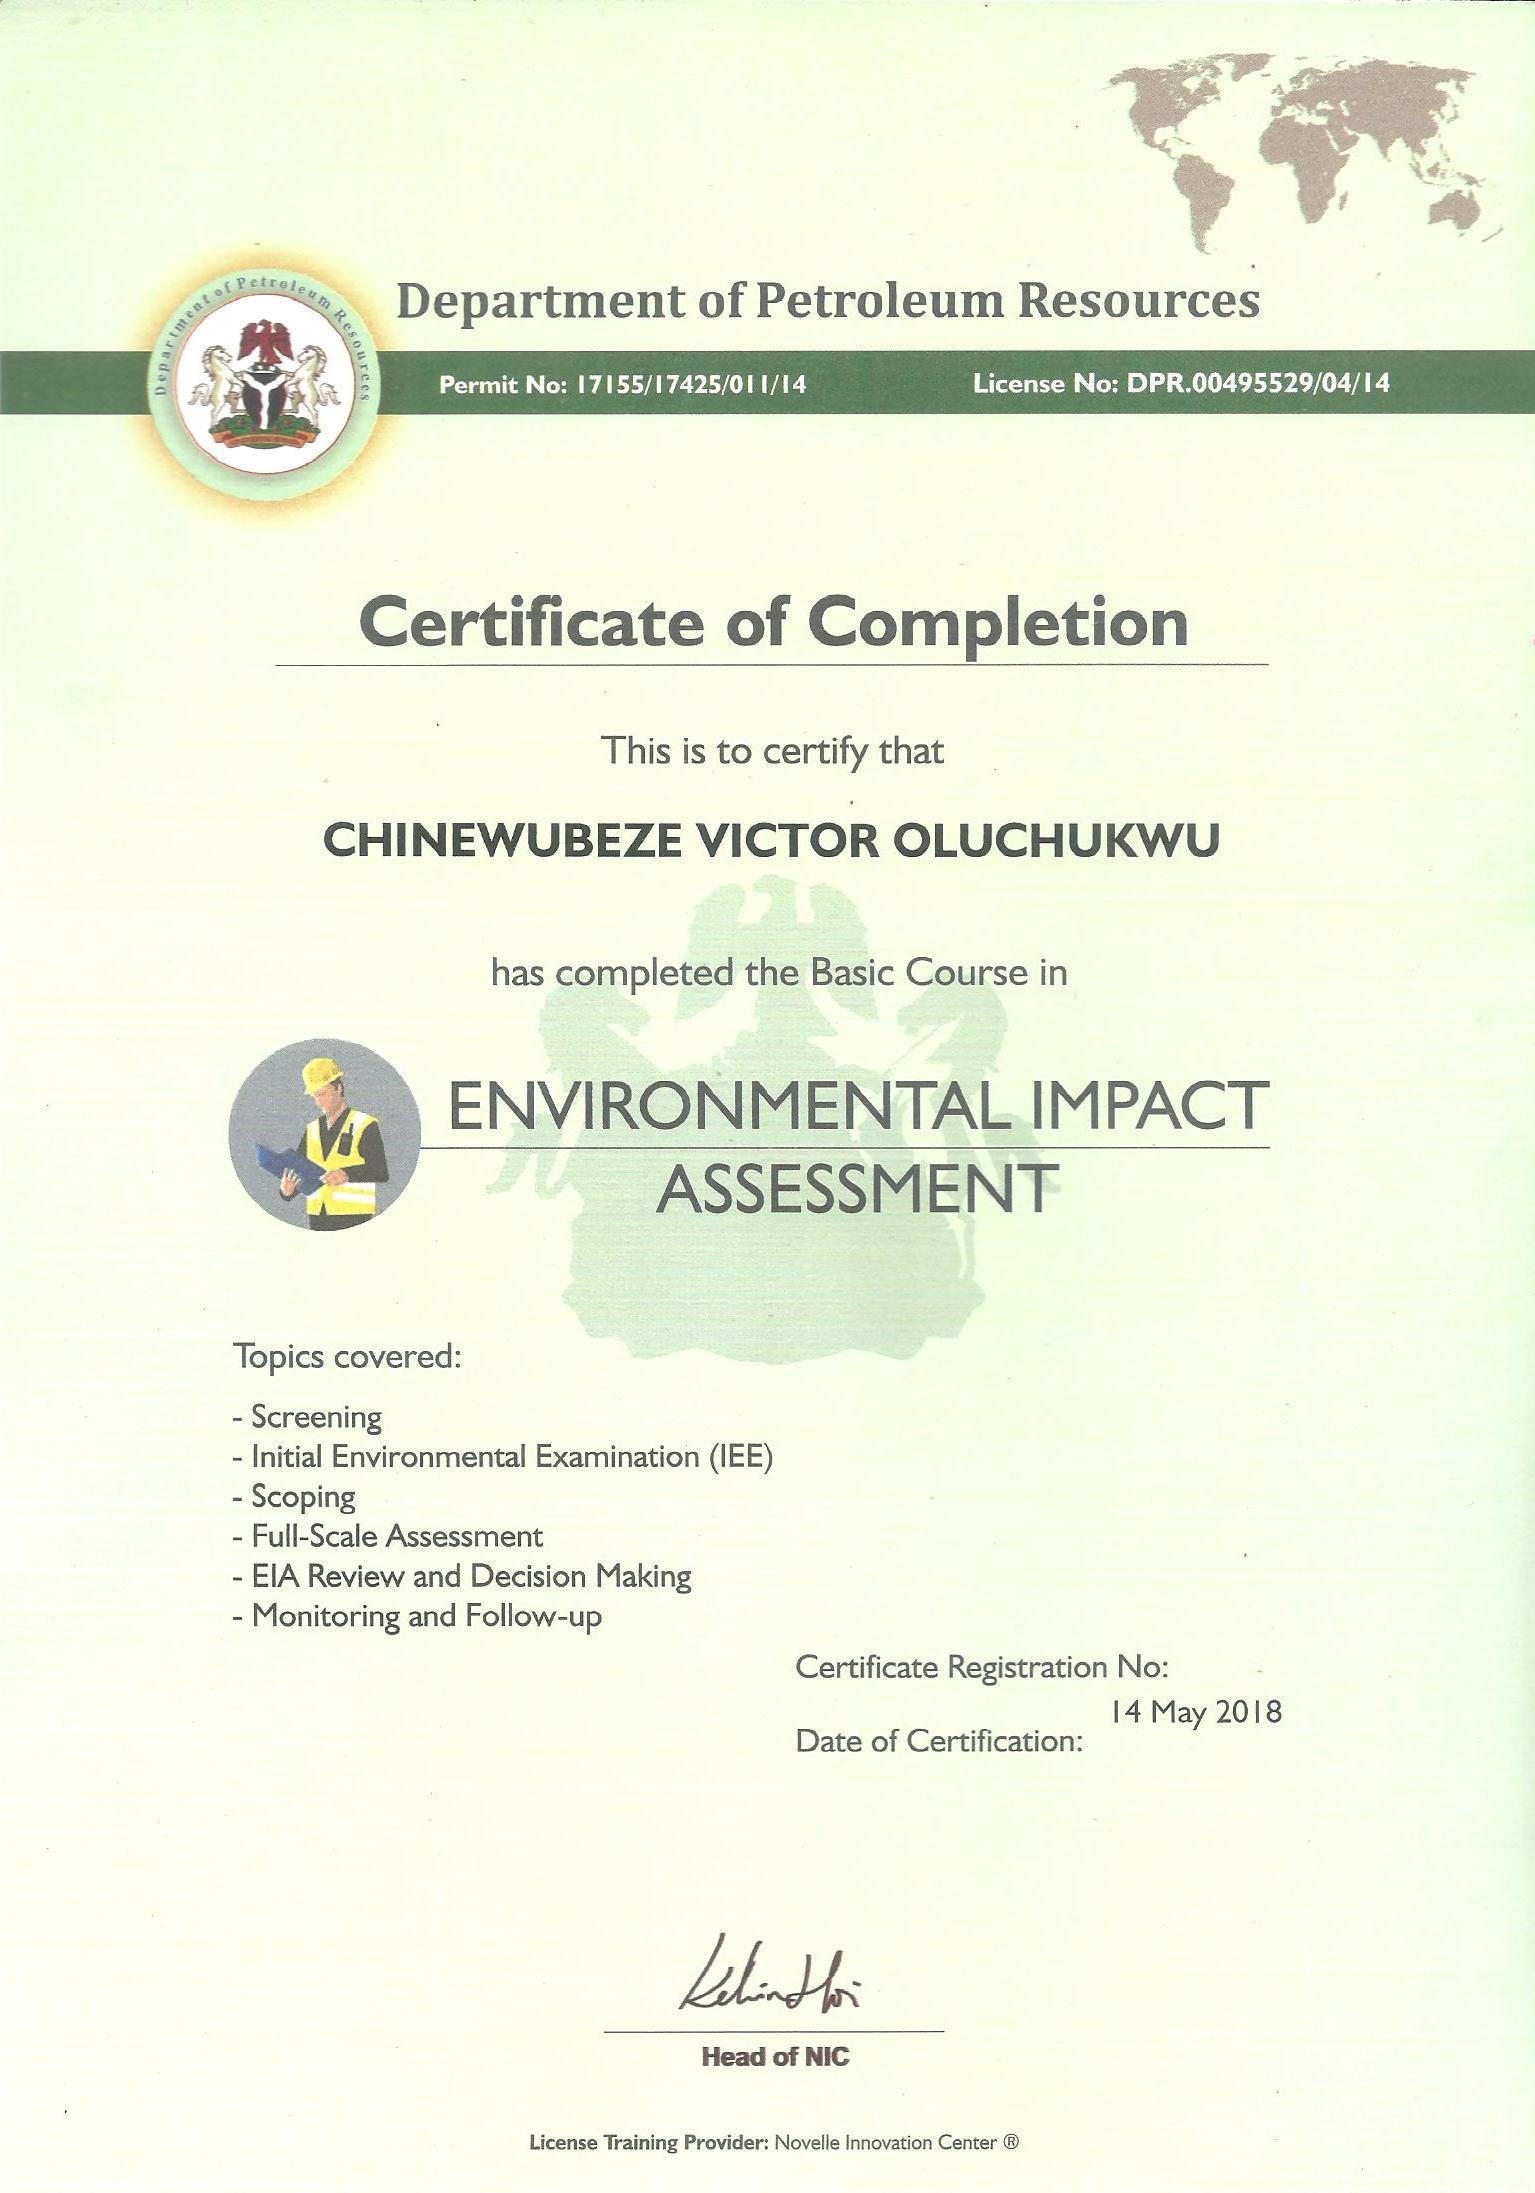 Department of Petroleum Resources
Department of Petroleum Resources
Permit No: 17155/17425/011/14
License No: DPR.00495529/04/14
Certificate of Completion
This is to certify that
CHINEWUBEZE VICTOR OLUCHUKWU
has completed the Basic Course in
ENVIRONMENTAL IMPACT
ASSESSMENT
Topics covered:
- Screening
- Initial Environmental Examination (IEE)
- Scoping
- Full-Scale Assessment
- EIA Review and Decision Making
- Monitoring and Follow-up
Certificate Registration No:
14 May 2018
Date of Certification:
Head of NIC
License Training Provider: Novelle Innovation Center ®